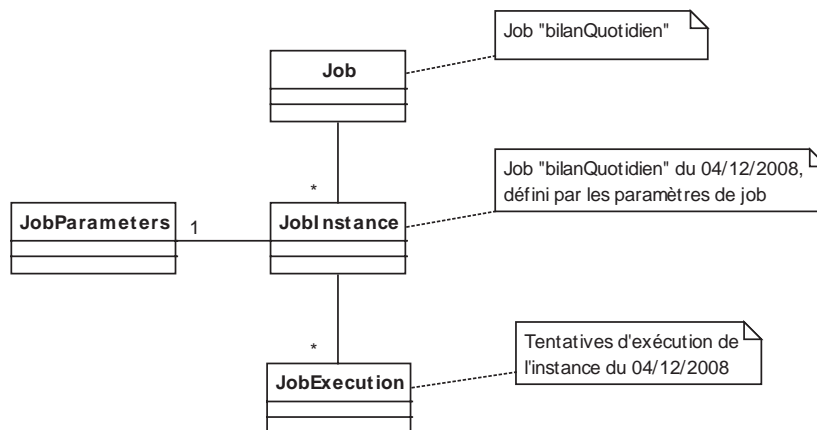 Job "bilanQuotidien"
Job
*
Job "bilanQuotidien" du 04/12/2008,
défini par les paramètres de job
JobParameters
1
JobInstance
*
Tentatives d'exécution de
l'instance du 04/12/2008
JobExecution